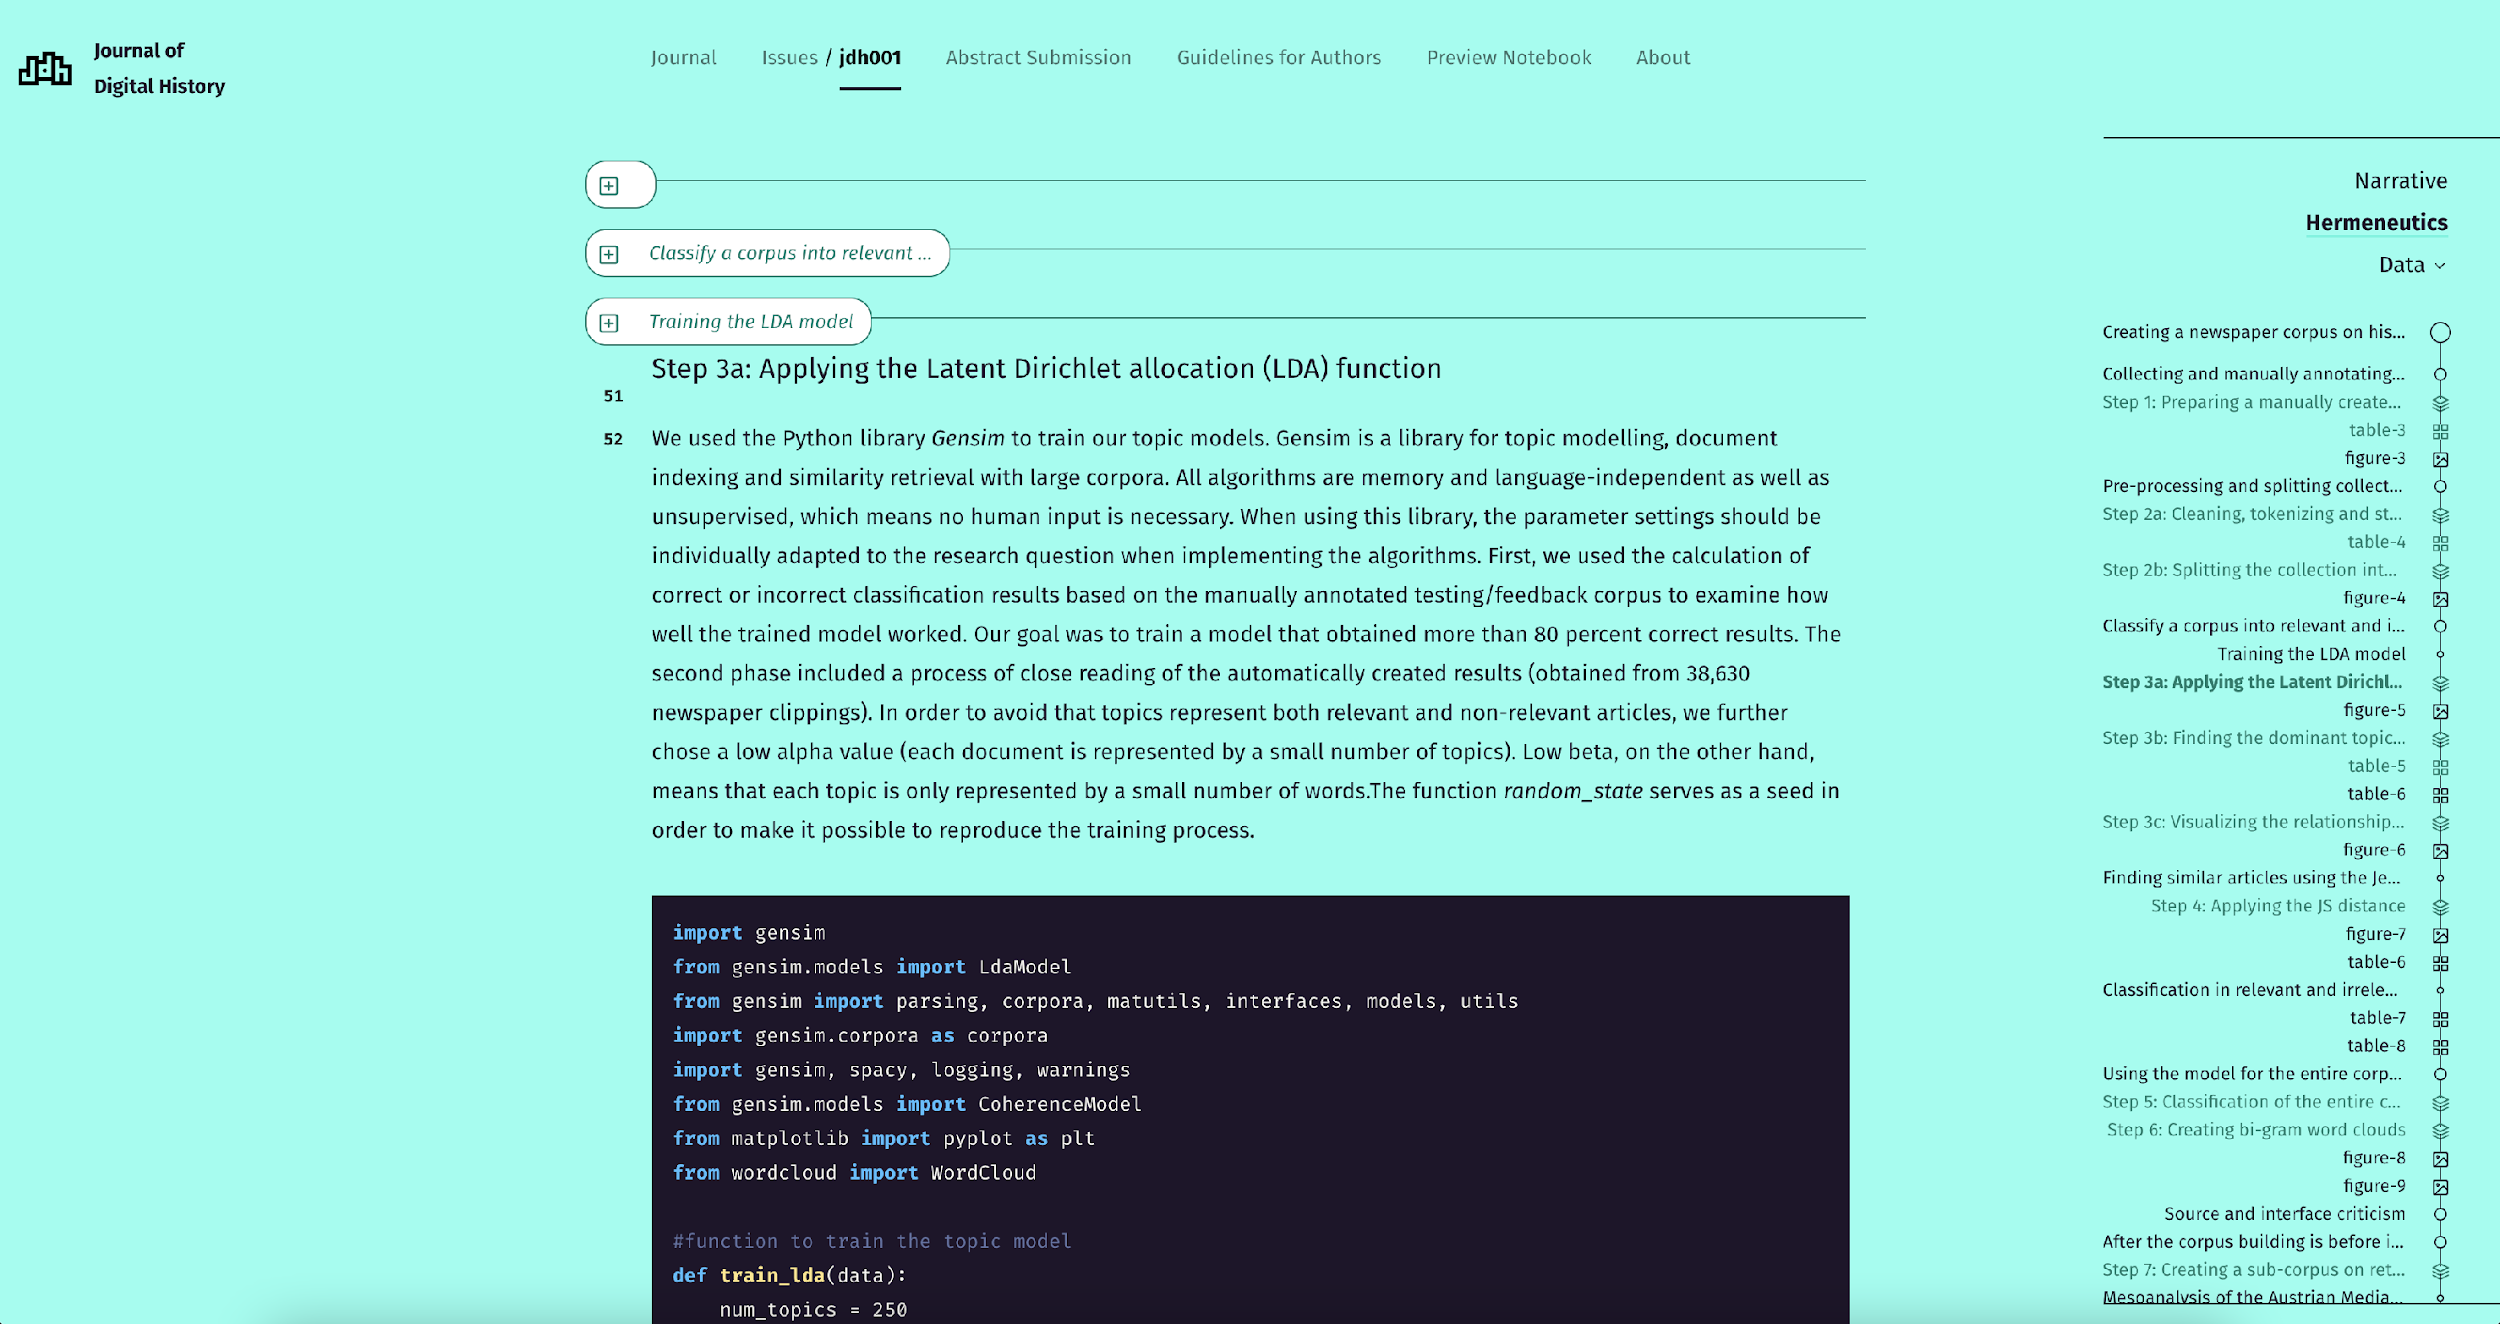 Journal of
Digital History
Journal
Issues / jdh001
Abstract Submission
Guidelines for Authors
Preview Notebook
About
Classify a corpus into relevant ...
Training the LDA model
Step 3a: Applying the Latent Dirichlet allocation (LDA) function
51
52
We used the Python library Gensim to train our topic models. Gensim is a library for topic modelling, document
indexing and similarity retrieval with large corpora. All algorithms are memory and language-independent as well as
unsupervised, which means no human input is necessary. When using this library, the parameter settings should be
individually adapted to the research question when implementing the algorithms. First, we used the calculation of
correct or incorrect classification results based on the manually annotated testing/feedback corpus to examine how
well the trained model worked. Our goal was to train a model that obtained more than 80 percent correct results. The
second phase included a process of close reading of the automatically created results (obtained from 38,630
newspaper clippings). In order to avoid that topics represent both relevant and non-relevant articles, we further
chose a low alpha value (each document is represented by a small number of topics). Low beta, on the other hand,
means that each topic is only represented by a small number of words.The function random_state serves as a seed in
order to make it possible to reproduce the training process.
import gensim
from gensim.models import LdaModel
from gensim import parsing, corpora, matutils, interfaces, models, utils
import gensim.corpora as corpora
import gensim, spacy, logging, warnings
from gensim.models import CoherenceModel
from matplotlib import pyplot as plt
from wordcloud import WordCloud
#function to train the topic model
def train_lda(data):
num_topics = 250
Narrative
Hermeneutics
Data
Creating a newspaper corpus on his...
Collecting and manually annotating...
Step 1: Preparing a manually create...
table-3
figure-3
Pre-processing and splitting collect...
Step 2a: Cleaning, tokenizing and st...
table-4
Step 2b: Splitting the collection int...
figure-4
Classify a corpus into relevant and i...
Training the LDA model
Step 3a: Applying the Latent Dirichl...
figure-5
Step 3b: Finding the dominant topic...
table-5
table-6
Step 3c: Visualizing the relationship...
figure-6
Finding similar articles using the Je...
Step 4: Applying the JS distance
figure-7
table-6
Classification in relevant and irrele...
table-7
table-8
Using the model for the entire corp...
Step 5: Classification of the entire c...
Step 6: Creating bi-gram word clouds
figure-8
figure-9
Source and interface criticism
After the corpus building is before i...
Step 7: Creating a sub-corpus on ret...
Mesoanalysis of the Austrian Media...